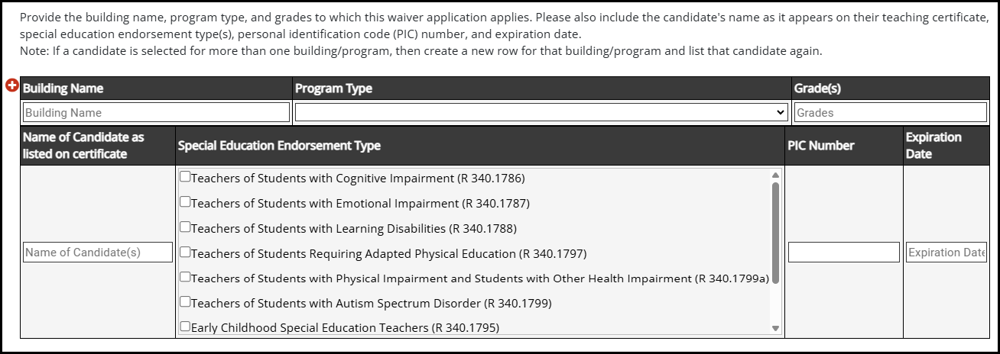 Provide the building name, program type, and grades to which this waiver application applies. Please also include the candidate's name as it appears on their teaching certificate,
special education endorsement type(s), personal identification code (PIC) number, and expiration date.
Note: If a candidate is selected for more than one building/program, then create a new row for that building/program and list that candidate again.
Building Name
Program Type
Grade(s)
Building Name
Grades
Name of Candidate as
listed on certificate
Special Education Endorsement Type
PIC Number
Expiration
Date
Teachers of Students with Cognitive Impairment (R 340.1786)
Teachers of Students with Emotional Impairment (R 340.1787)
Teachers of Students with Learning Disabilities (R 340.1788)
Name of Candidate(s)
Teachers of Students Requiring Adapted Physical Education (R 340.1797)
Expiration Date
Teachers of Students with Physical Impairment and Students with Other Health Impairment (R 340.1799a)
Teachers of Students with Autism Spectrum Disorder (R 340.1799)
Early Childhood Special Education Teachers (R 340.1795)